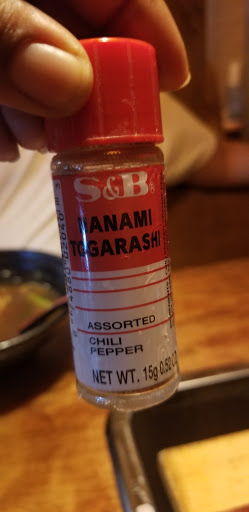 S&B
NANAMI
TOGARASHI
ASSORTED
CHILI
PEPPER
NET WT. 15g